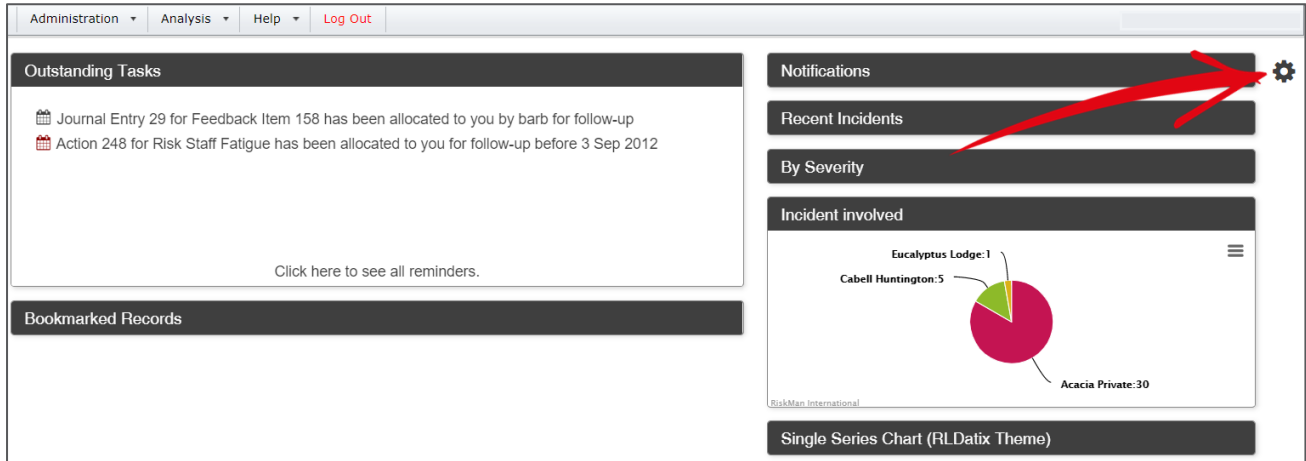 Administration Analysis Help Log Out
Outstanding Tasks
Journal Entry 29 for Feedback Item 158 has been allocated to you by barb for follow-up
Action 248 for Risk Staff Fatigue has been allocated to you for follow-up before 3 Sep 2012
Click here to see all reminders.
Bookmarked Records
Notifications
Recent Incidents
By Severity
Incident involved
Eucalyptus Lodge:1
Cabell Huntington:5
Acacia Private:30
RiskMan International
Single Series Chart (RLDatix Theme)